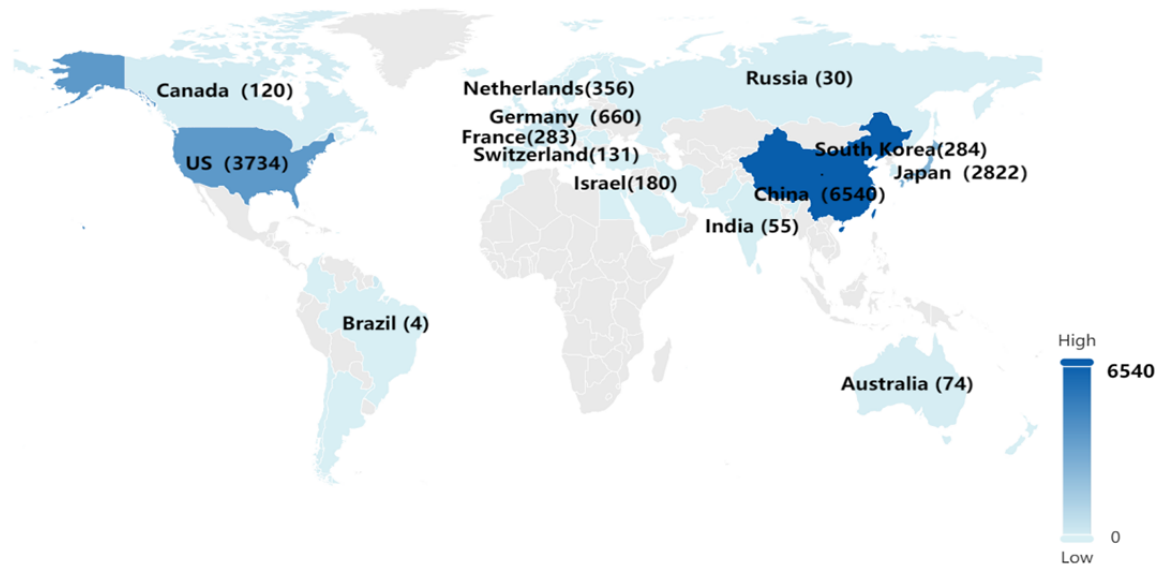 Canada (120)
US (3734)
Netherlands(356)
Germany (660)
France(283)
Switzerland(131)
Israel(180)
Russia (30)
South Korea(284)
Japan (2822)
China (6540)
India (55)
Brazil (4)
Australia (74)
High
6540
0
Low